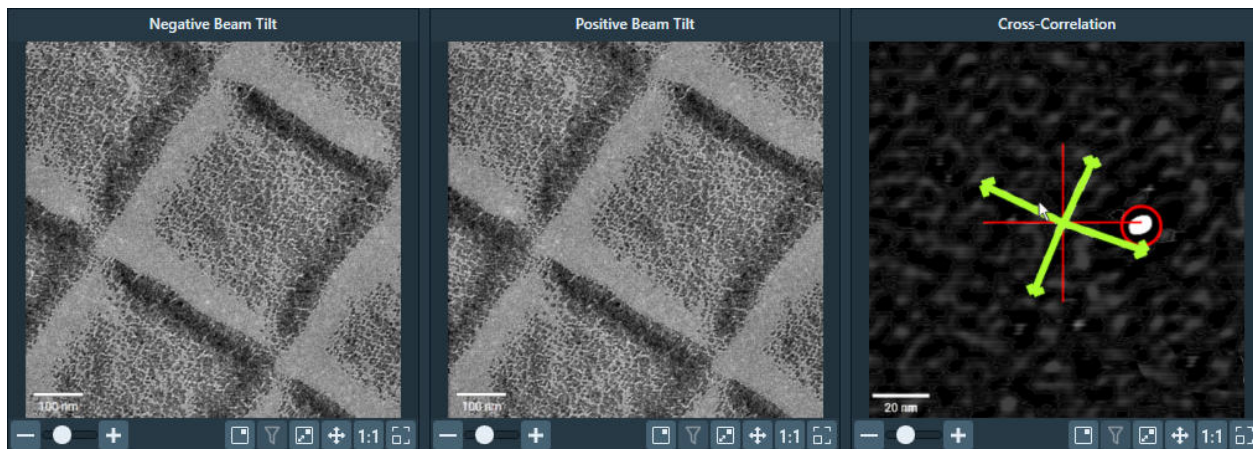 Negative Beam Tilt
Positive Beam Tilt
Cross-Correlation
100 nm
100 nm
20 nm
1:1
1:1
1:1